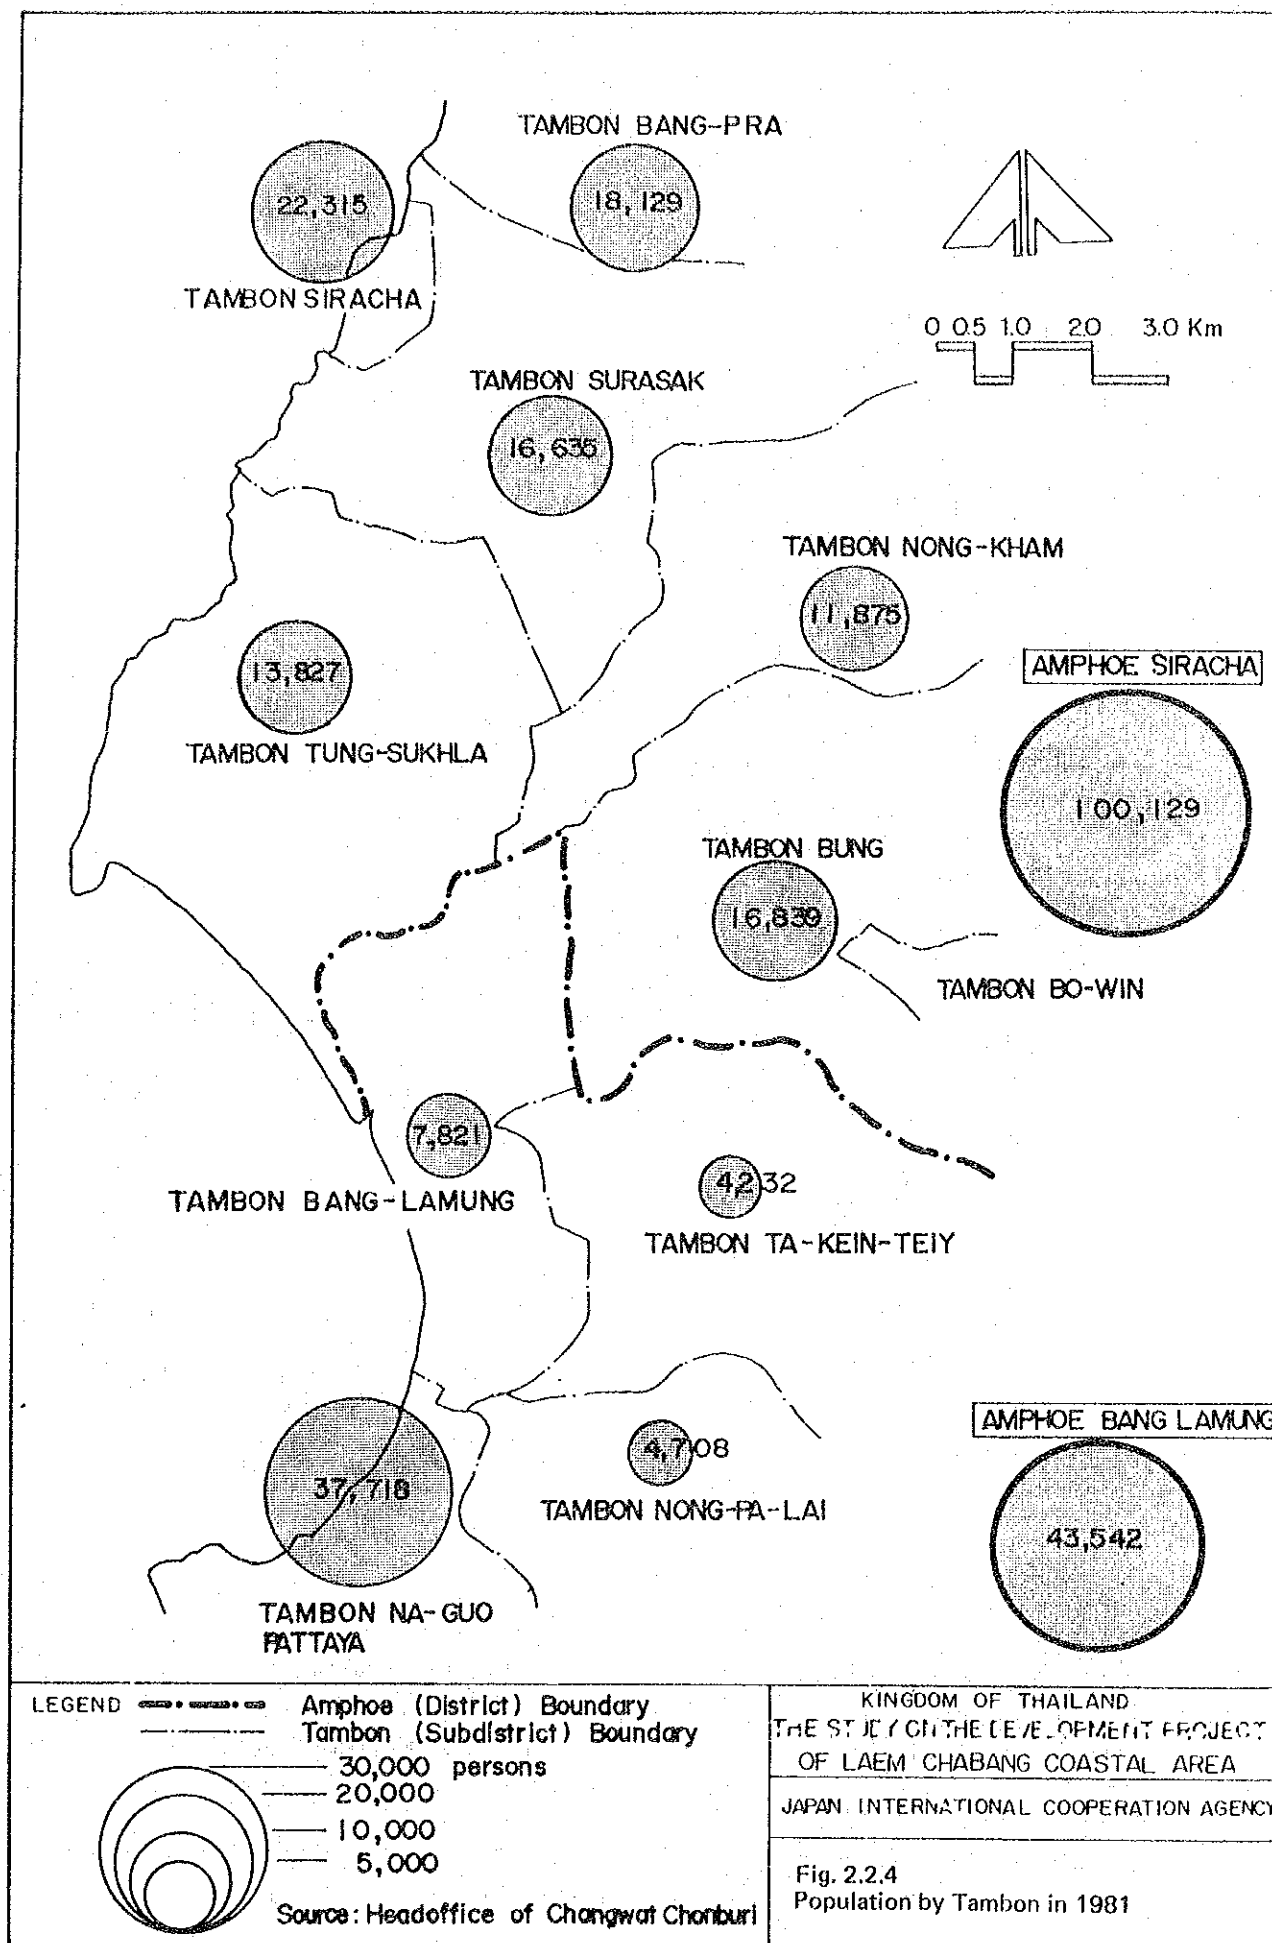 TAMBON BANG-PRA
22,315
18,129
TAMBON SIRACHA
0 0.5 1.0 2.0 3.0 Km
TAMBON SURASAK
16,635
TAMBON NONG-KHAM
11,875
13,827
AMPHOE SIRACHA
TAMBON TUNG-SUKHLA
100,129
TAMBON BUNG
16,839
TAMBON BO-WIN
7,821
4,232
TAMBON BANG-LAMUNG
TAMBON TA-KEIN-TEIY
AMPHOE BANG LAMUNG
4,708
37,718
TAMBON NONG-PA-LAI
43,542
TAMBON NA-GUO
PATTAYA
LEGEND
Amphoe (District) Boundary
Tambon (Subdistrict) Boundary
30,000 persons
20,000
10,000
5,000
Source: Headoffice of Changwat Chonburi
KINGDOM OF THAILAND
THE STUDY ON THE DEVELOPMENT PROJECT
OF LAEM CHABANG COASTAL AREA
JAPAN INTERNATIONAL COOPERATION AGENCY
Fig. 2.2.4
Population by Tambon in 1981